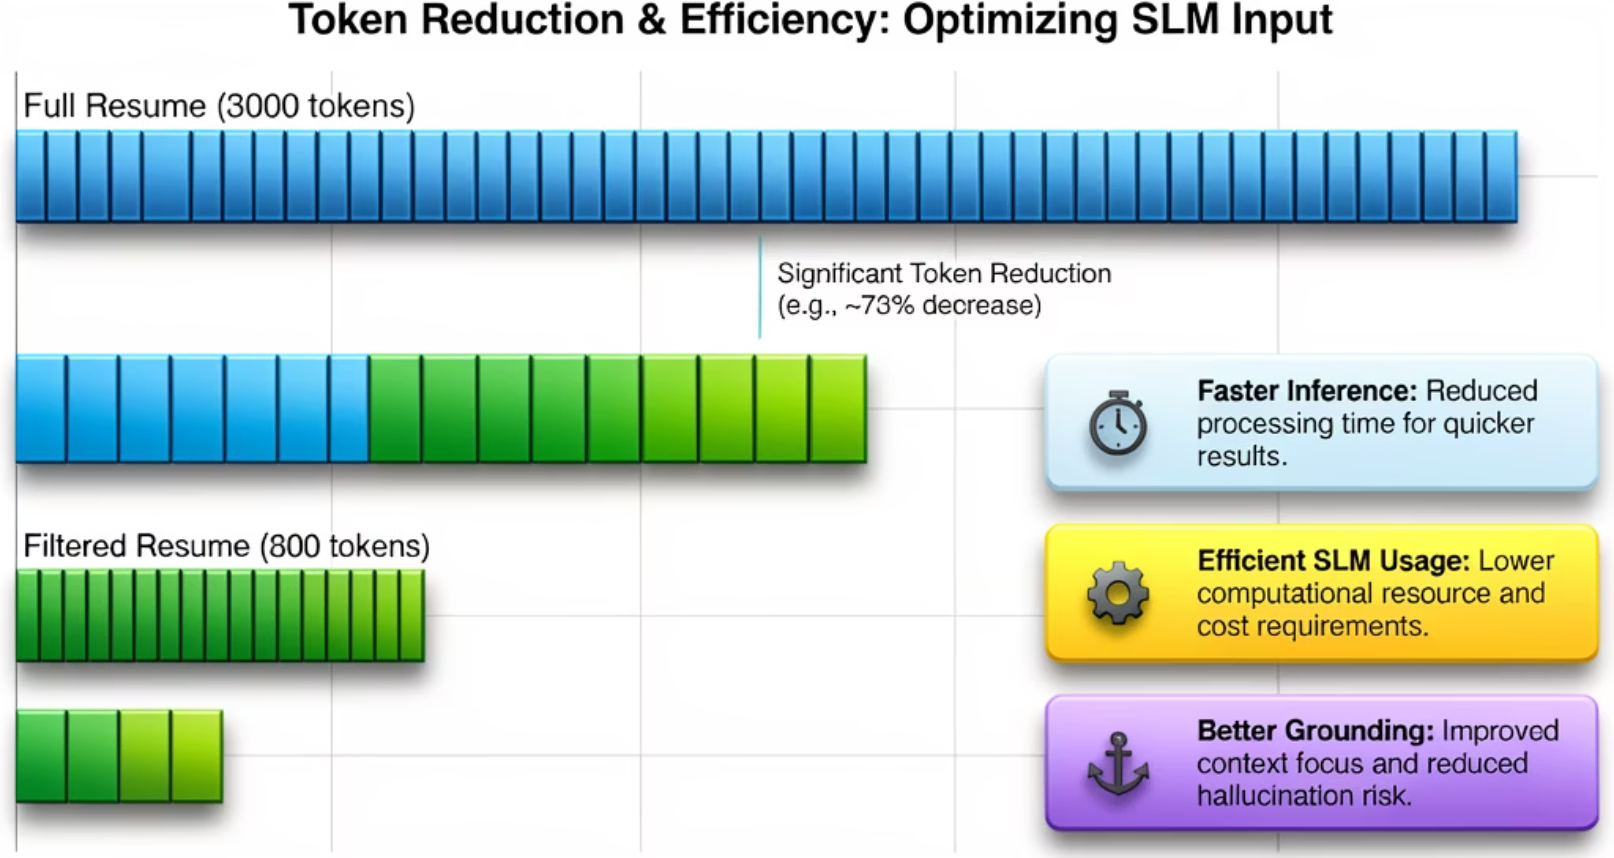 Token Reduction & Efficiency: Optimizing SLM Input
Full Resume (3000 tokens)
Significant Token Reduction
(e.g., ~73% decrease)
Faster Inference: Reduced
processing time for quicker
results.
Filtered Resume (800 tokens)
Efficient SLM Usage: Lower
computational resource and
cost requirements.
Better Grounding: Improved
context focus and reduced
hallucination risk.